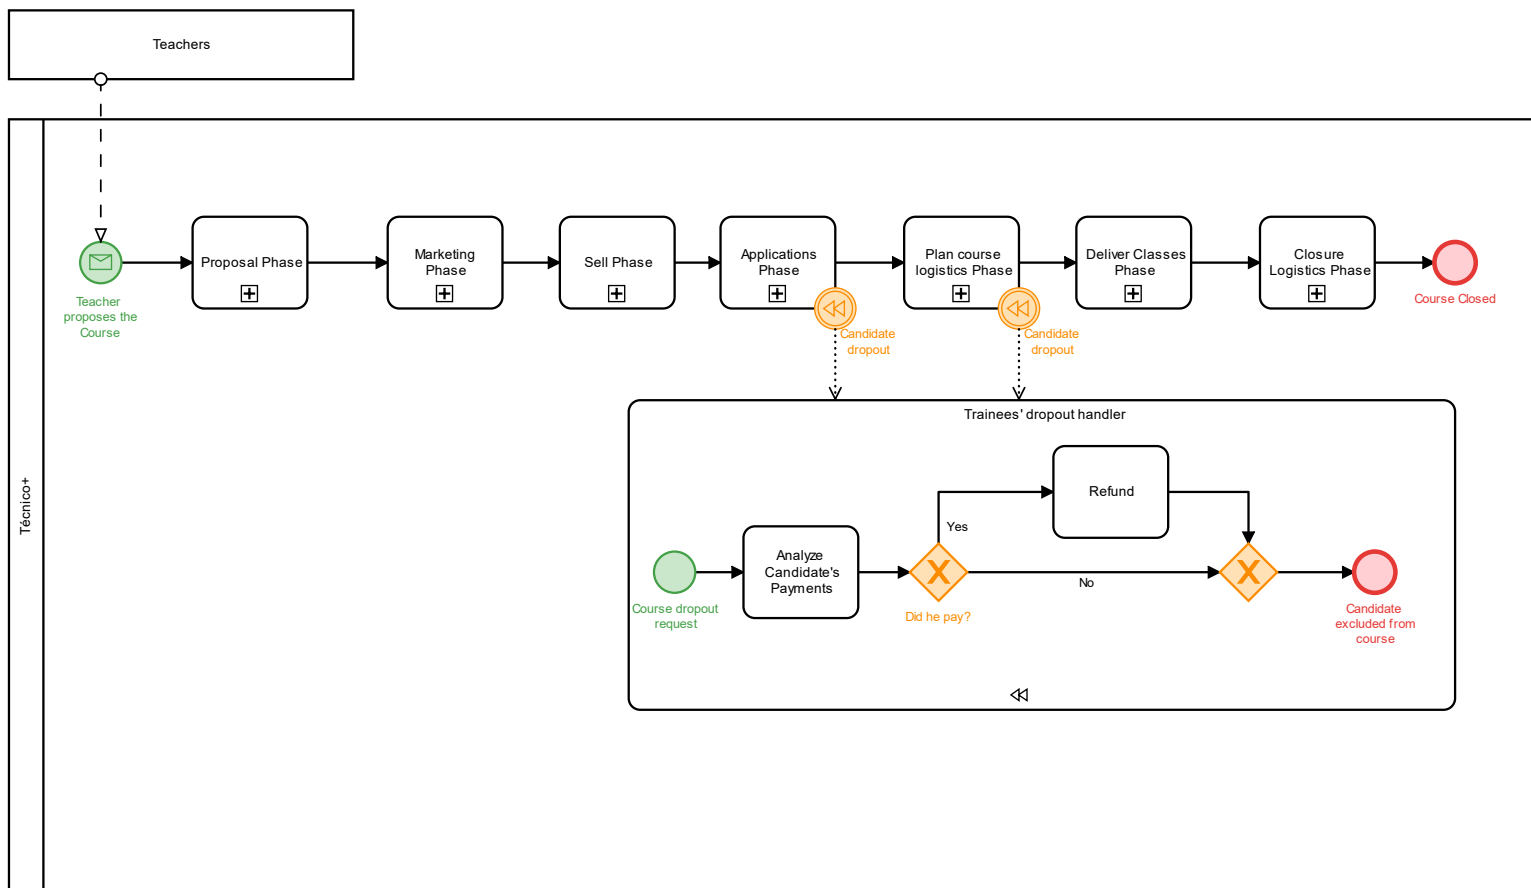 Teachers
Técnico+
Teacher
proposes the
Course
Proposal Phase
Marketing
Phase
Sell Phase
Applications
Phase
Candidate
dropout
Plan course
logistics Phase
Candidate
dropout
Deliver Classes
Phase
Closure
Logistics Phase
Course Closed
Trainees' dropout handler
Course dropout
request
Analyze
Candidate's
Payments
Did he pay?
Yes
Refund
No
Candidate
excluded from
course